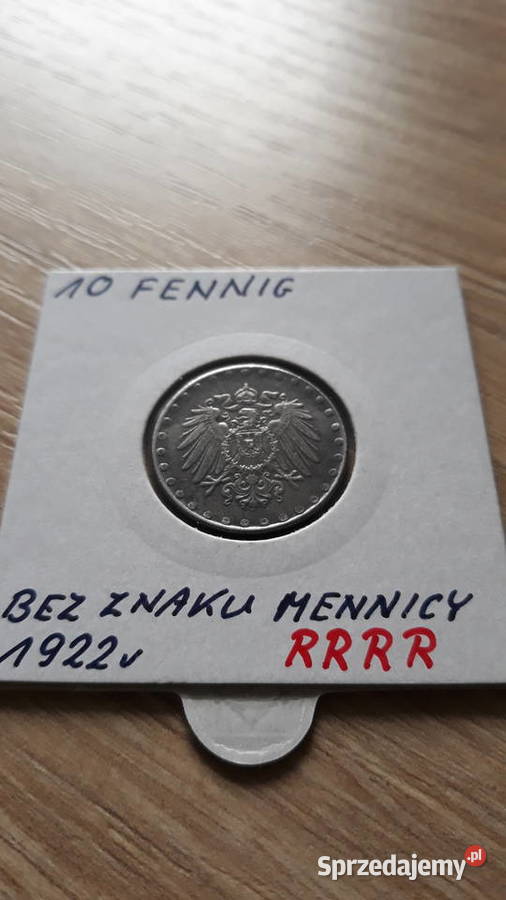 10 FENNIG
BEZ ZNAKU MENNICY
1922r RRRR
Sprzedajemy.pl